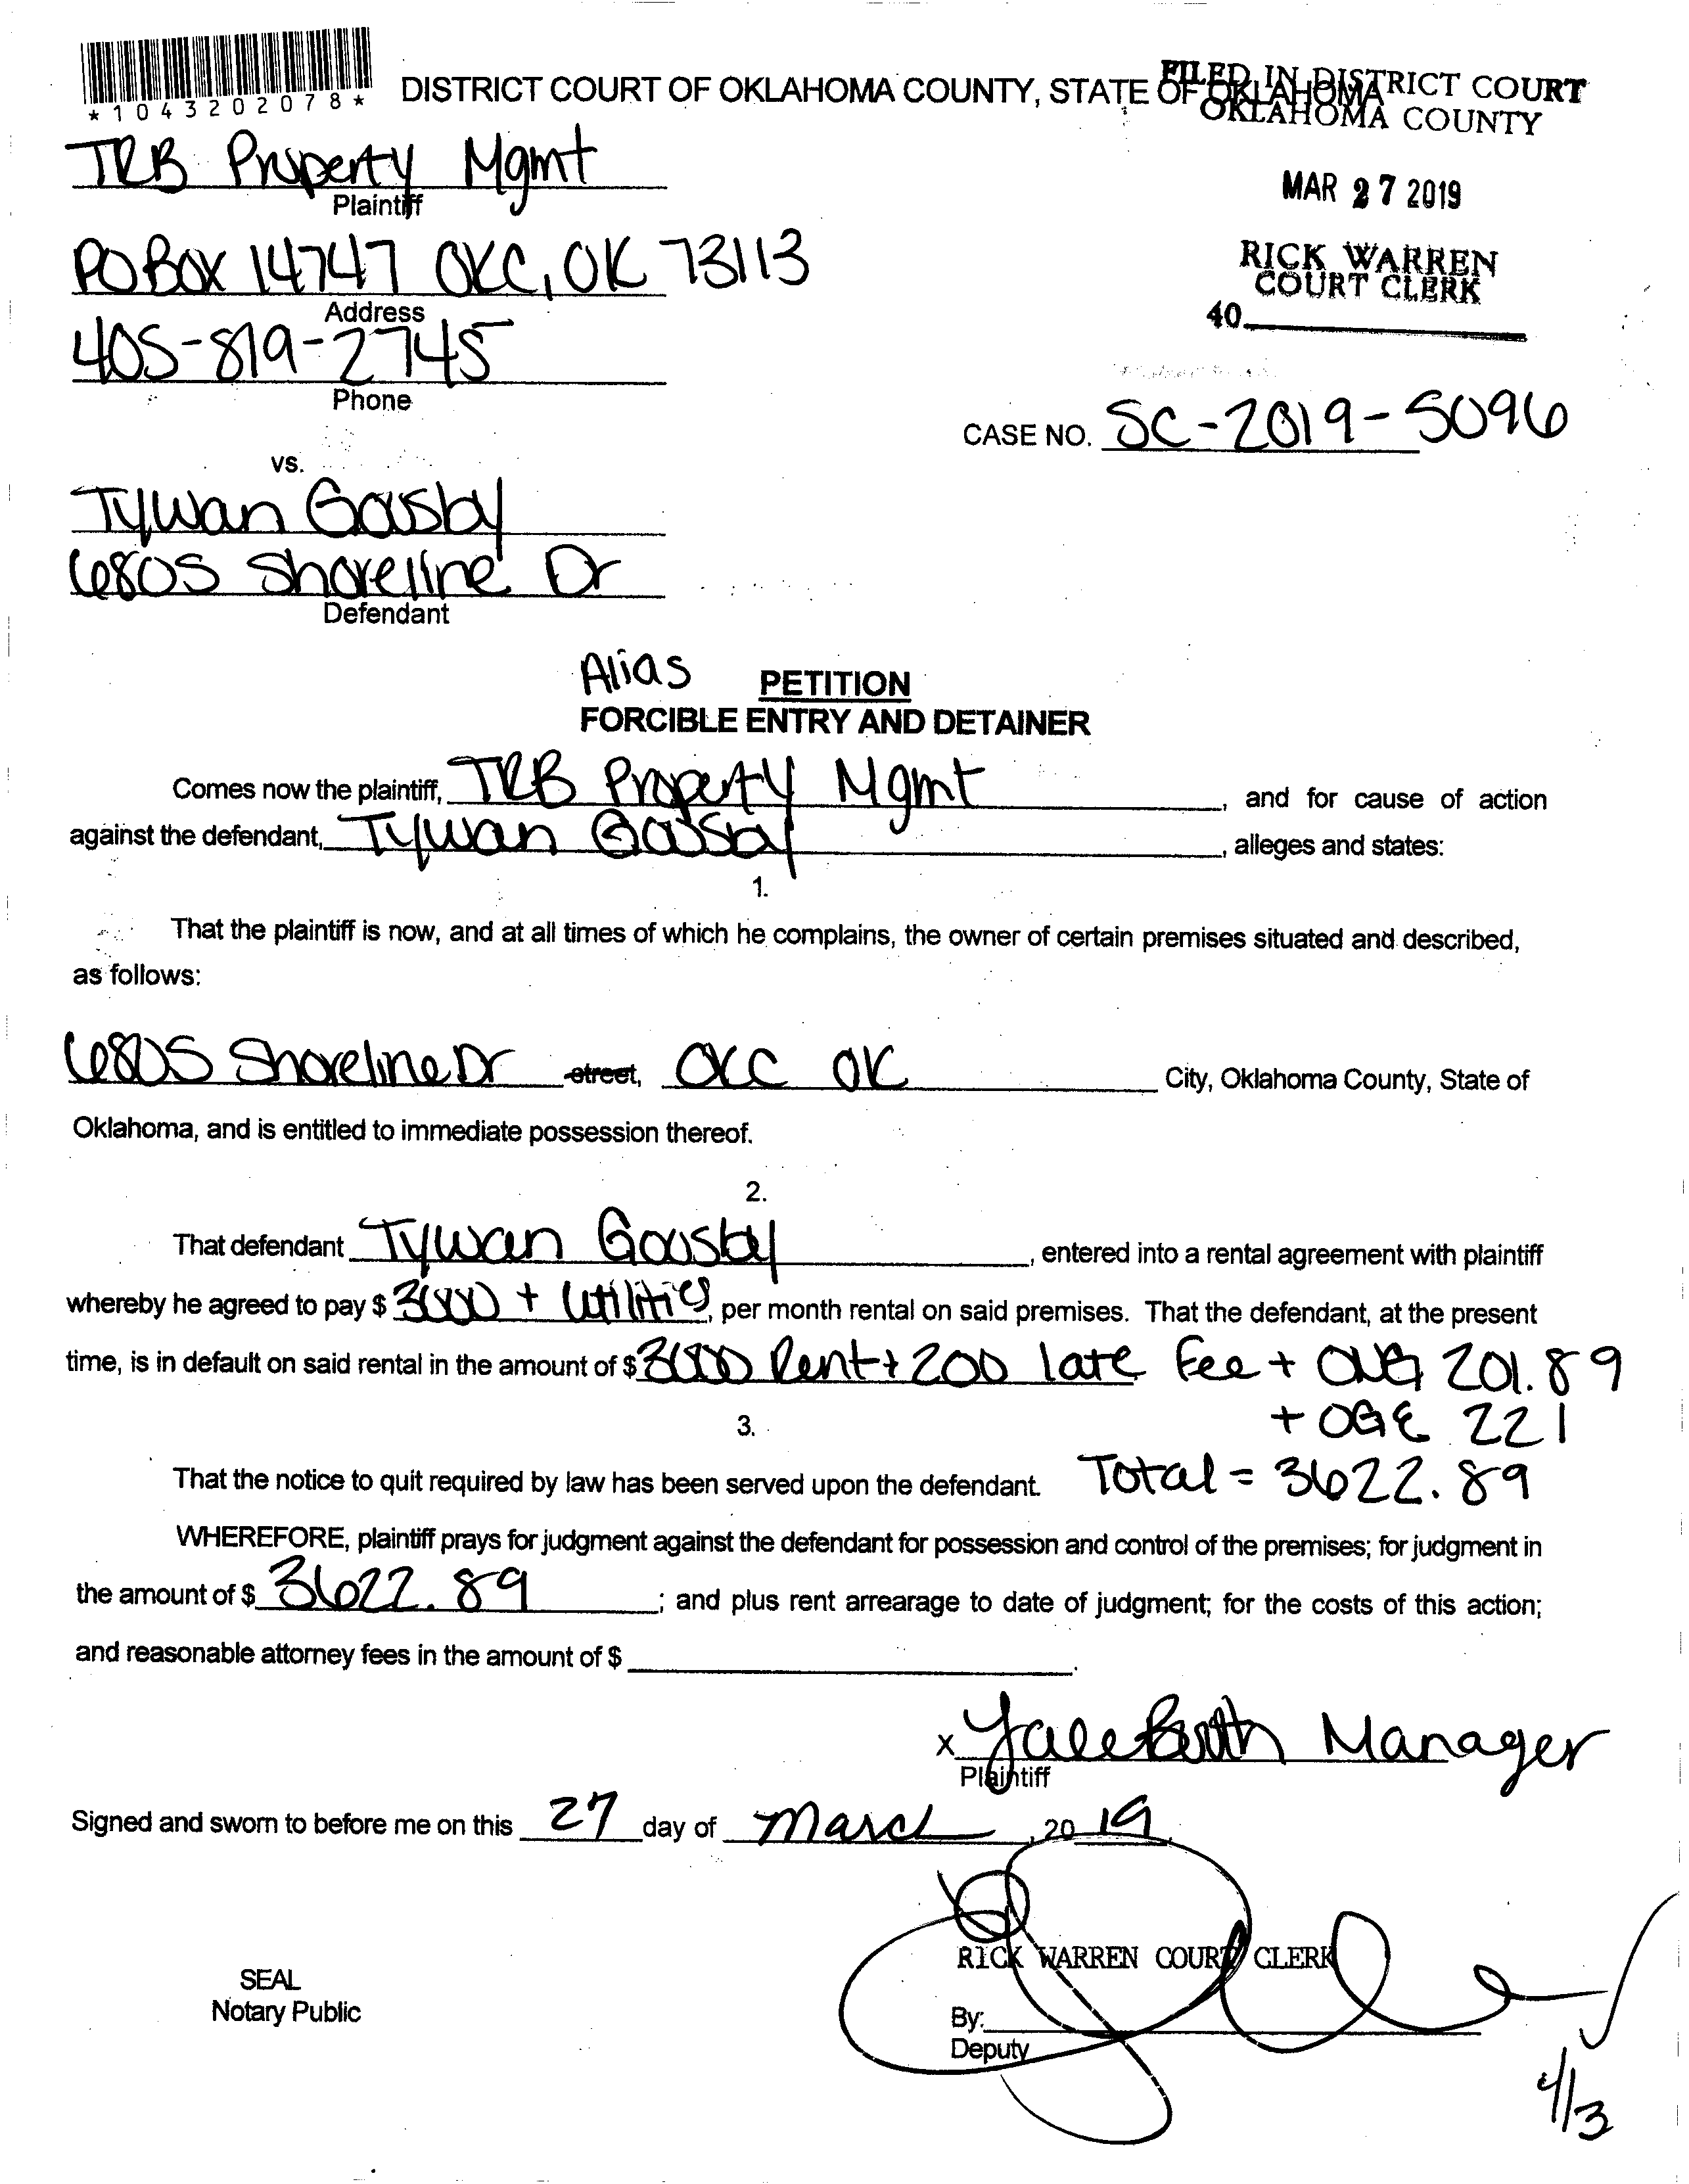 *1043202078*
DISTRICT COURT OF OKLAHOMA COUNTY, STATE OF OKLAHOMA
FILED IN DISTRICT COURT
OKLAHOMA COUNTY
TRB Property Mgmt
Plaintiff
MAR 27 2019
PO BOX 14747 OKC, OK 73113
Address
RICK WARREN
COURT CLERK
40
405-819-2745
Phone
CASE NO. SC-2019-5096
vs.
Tywan Gousby
6805 Shoreline Dr
Defendant
Alias PETITION
FORCIBLE ENTRY AND DETAINER
Comes now the plaintiff, TRB Property Mgmt, and for cause of action
against the defendant, Tywan Gousby, alleges and states:
1.
That the plaintiff is now, and at all times of which he complains, the owner of certain premises situated and described,
as follows:
6805 Shoreline Dr street, OKC OK City, Oklahoma County, State of
Oklahoma, and is entitled to immediate possession thereof.
2.
That defendant Tywan Gousby, entered into a rental agreement with plaintiff
whereby he agreed to pay $ 3000 + utilities, per month rental on said premises. That the defendant, at the present
time, is in default on said rental in the amount of $ 3000 Rent + 200 late fee + ONG 201.89
+ OGE 221
3.
That the notice to quit required by law has been served upon the defendant. Total = 3622.89
WHEREFORE, plaintiff prays for judgment against the defendant for possession and control of the premises; for judgment in
the amount of $ 3622.89; and plus rent arrearage to date of judgment; for the costs of this action;
and reasonable attorney fees in the amount of $
x Manager
Plaintiff
Signed and sworn to before me on this 27 day of March, 20 19.
RICK WARREN COURT CLERK
SEAL
Notary Public
By:
Deputy
4/3